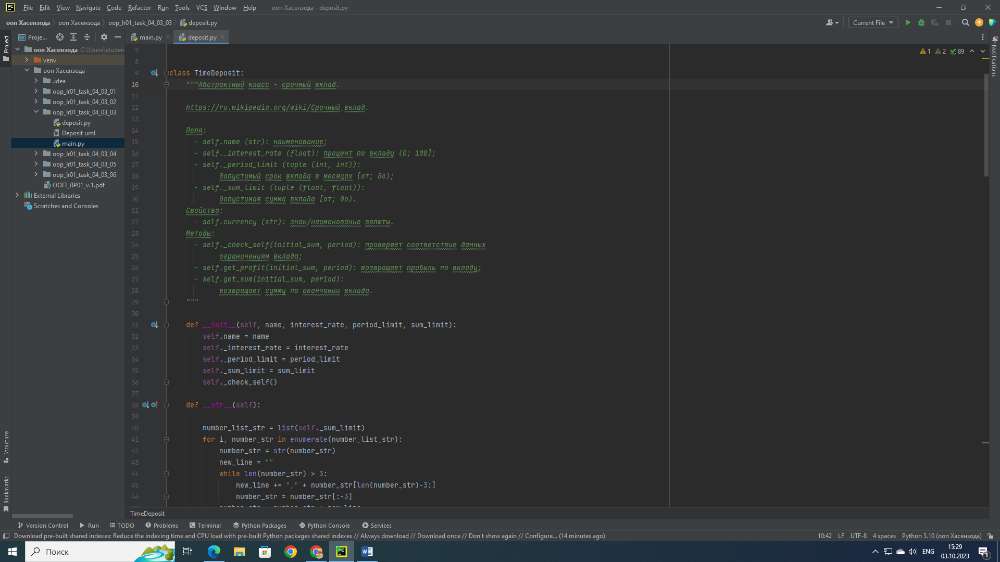 PC File Edit View Navigate Code Refactor Run Tools VCS Window Help ооп Хасензода - deposit.py
ооп Хасензода ооп Хасензода oop_lr01_task_04_03_03 deposit.py Current File
Project Proje... main.py deposit.py
ооп Хасензода C:\Users\studen
venv
ооп Хасензода
.idea
oop_lr01_task_04_03_01
oop_lr01_task_04_03_02
oop_lr01_task_04_03_03
deposit.py
Deposit uml
main.py
oop_lr01_task_04_03_04
oop_lr01_task_04_03_05
oop_lr01_task_04_03_06
ООП_ЛР01_v.1.pdf
External Libraries
Scratches and Consoles
Structure
Bookmarks
Notifications
1 2 89
7
8
9 class TimeDeposit:
10 """Абстрактный класс - срочный вклад.
11
12 https://ru.wikipedia.org/wiki/Срочный_вклад.
13
14 Поля:
15 - self.name (str): наименование;
16 - self._interest_rate (float): процент по вкладу (0; 100];
17 - self._period_limit (tuple (int, int)):
18 допустимый срок вклада в месяцах [от; до);
19 - self._sum_limit (tuple (float, float)):
20 допустимая сумма вклада [от; до).
21 Свойства:
22 - self.currency (str): знак/наименование валюты.
23 Методы:
24 - self._check_self(initial_sum, period): проверяет соответствие данных
25 ограничениям вклада;
26 - self.get_profit(initial_sum, period): возвращает прибыль по вкладу;
27 - self.get_sum(initial_sum, period):
28 возвращает сумму по окончании вклада.
29 """
30
31 def __init__(self, name, interest_rate, period_limit, sum_limit):
32 self.name = name
33 self._interest_rate = interest_rate
34 self._period_limit = period_limit
35 self._sum_limit = sum_limit
36 self._check_self()
37
38 def __str__(self):
39
40 number_list_str = list(self._sum_limit)
41 for i, number_str in enumerate(number_list_str):
42 number_str = str(number_str)
43 new_line = ""
44 while len(number_str) > 3:
45 new_line += "," + number_str[len(number_str)-3:]
46 number_str = number_str[:-3]
TimeDeposit
Version Control Run TODO Problems Terminal Python Packages Python Console Services
Download pre-built shared indexes: Reduce the indexing time and CPU load with pre-built Python packages shared indexes // Always download // Download once // Don't show again // Configure... (14 minutes ago) 10:42 LF UTF-8 4 spaces Python 3.10 (ооп Хасензода)
Поиск PC ENG 15:29
03.10.2023 1